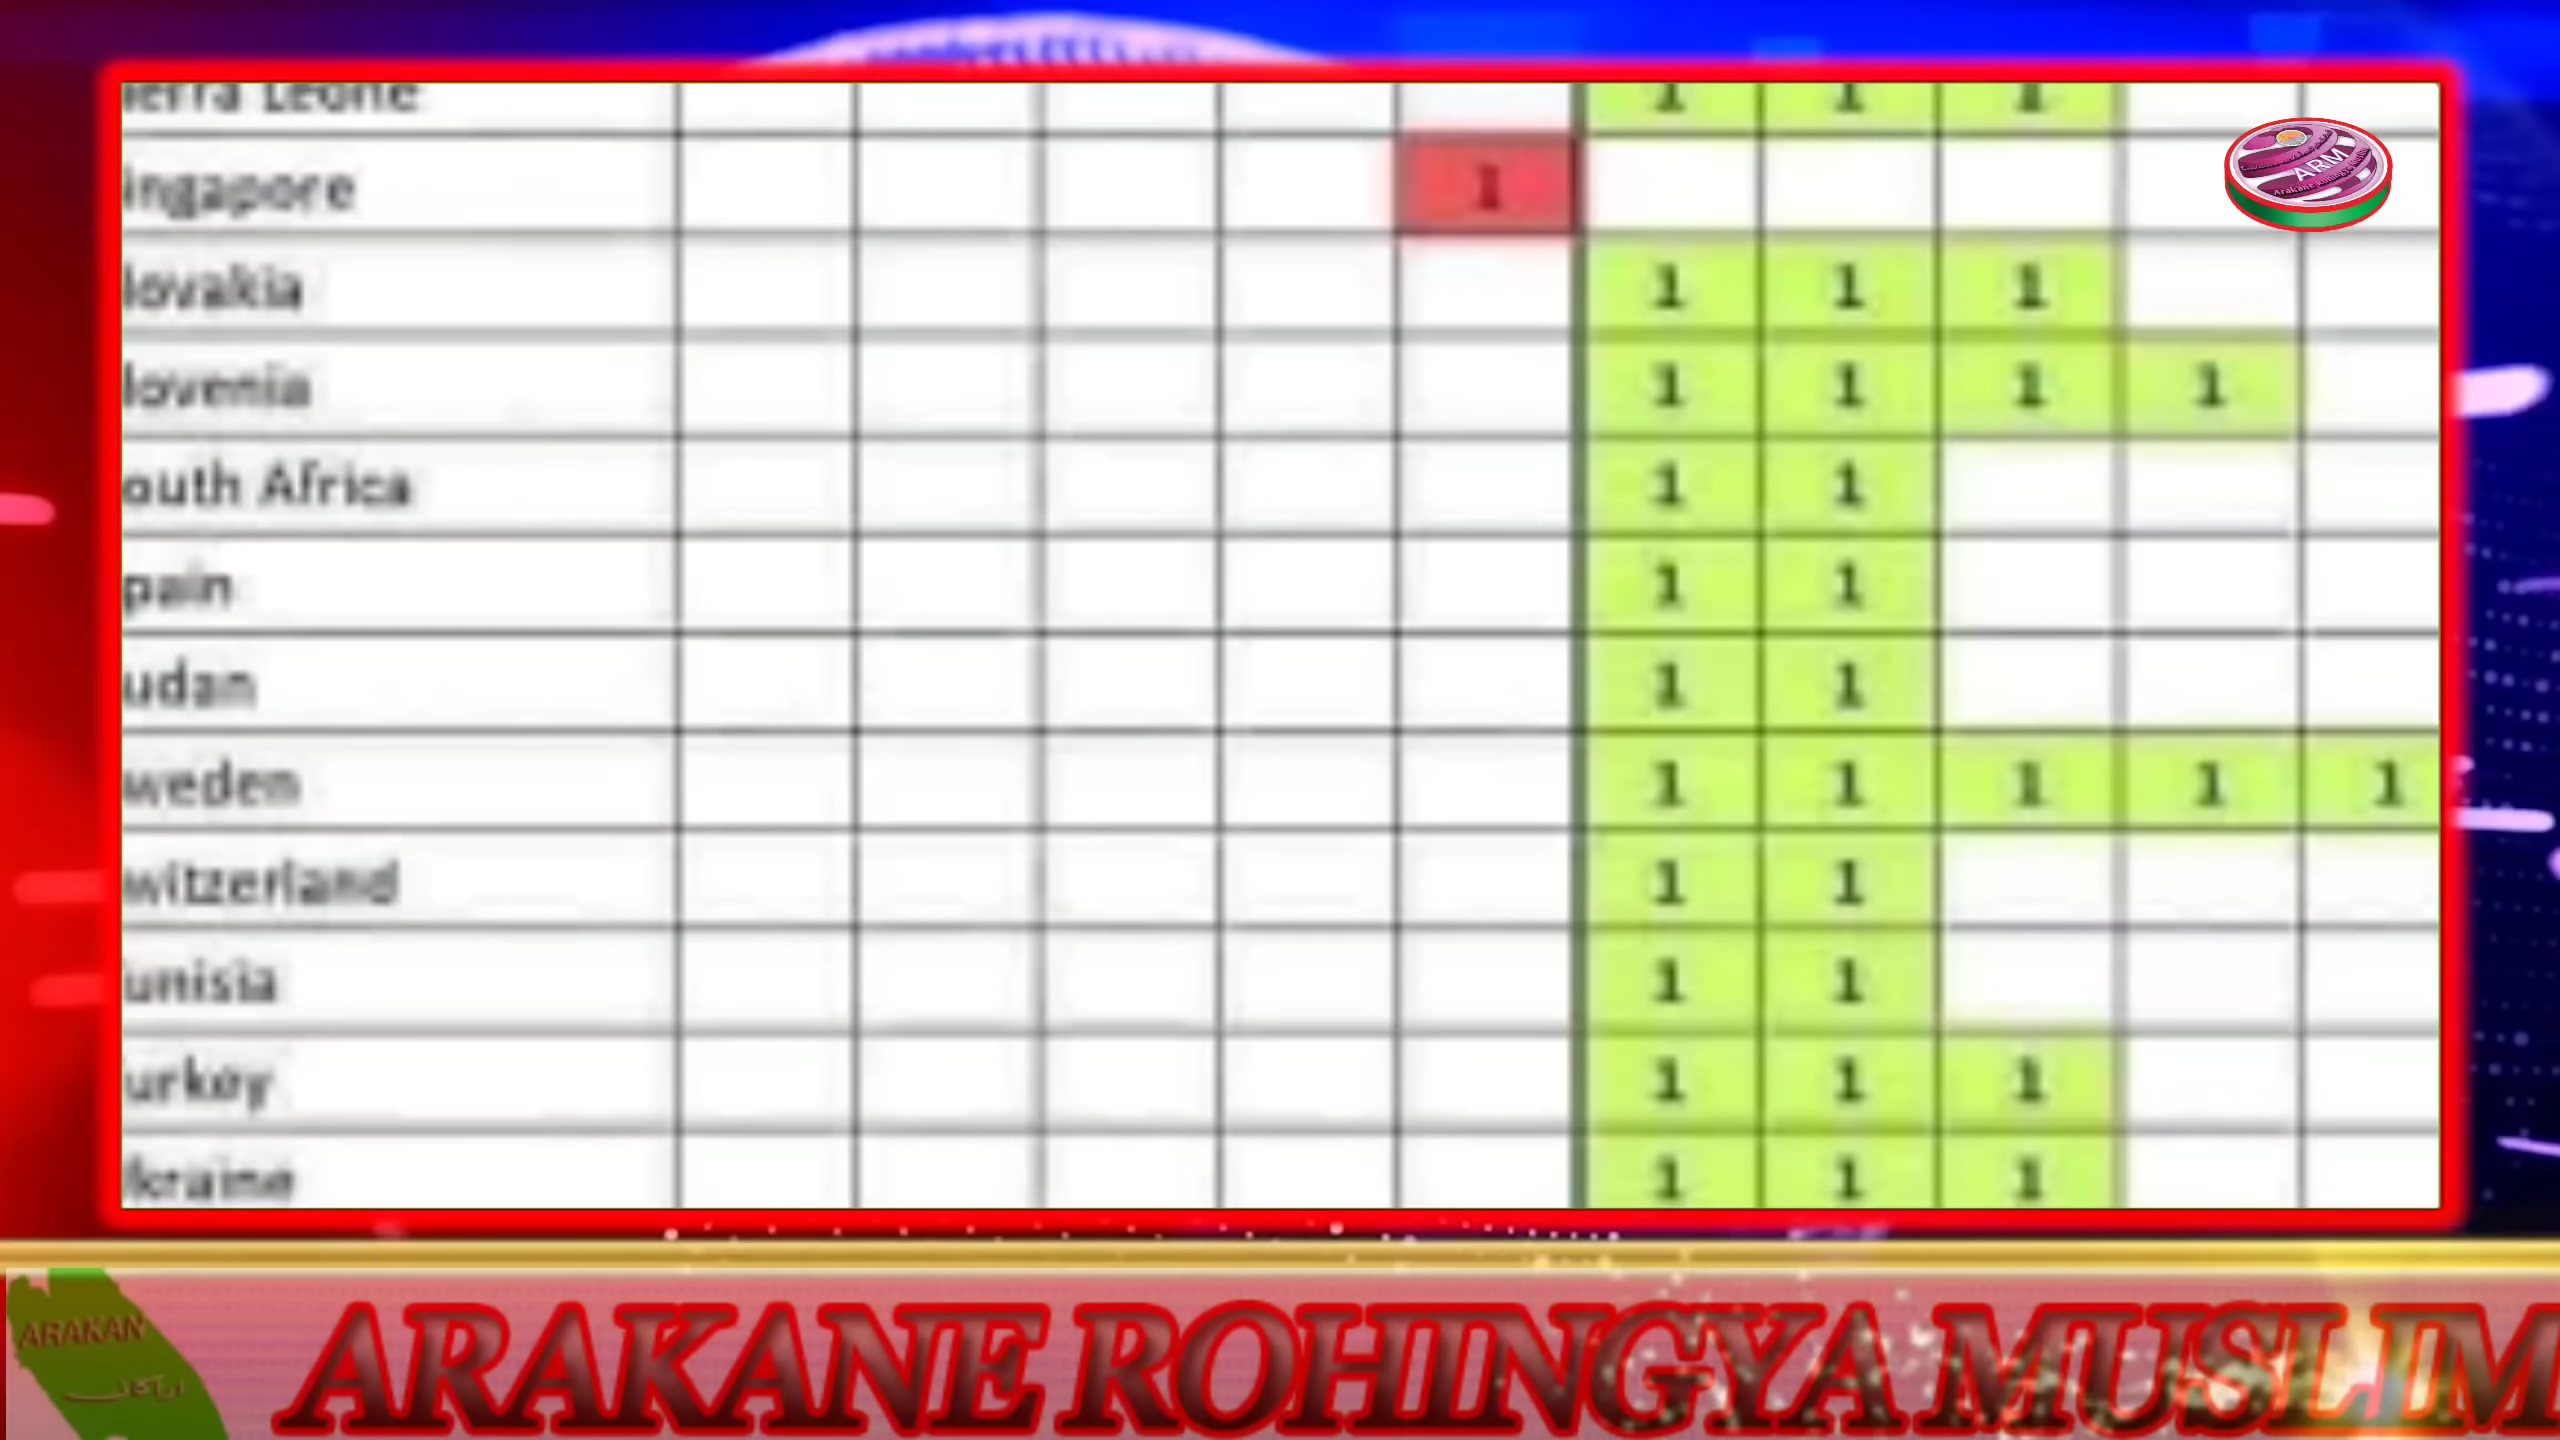 ierra Leone 1 1 1
ingapore 1
lovakia 1 1 1
lovenia 1 1 1 1
outh Africa 1 1
pain 1 1
udan 1 1
weden 1 1 1 1 1
witzerland 1 1
unisia 1 1
urkey 1 1 1
kraine 1 1 1
ARM
ARAKAN
ARAKANE ROHINGYA MUSLIM